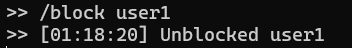 >> /block user1
>> [01:18:20] Unblocked user1